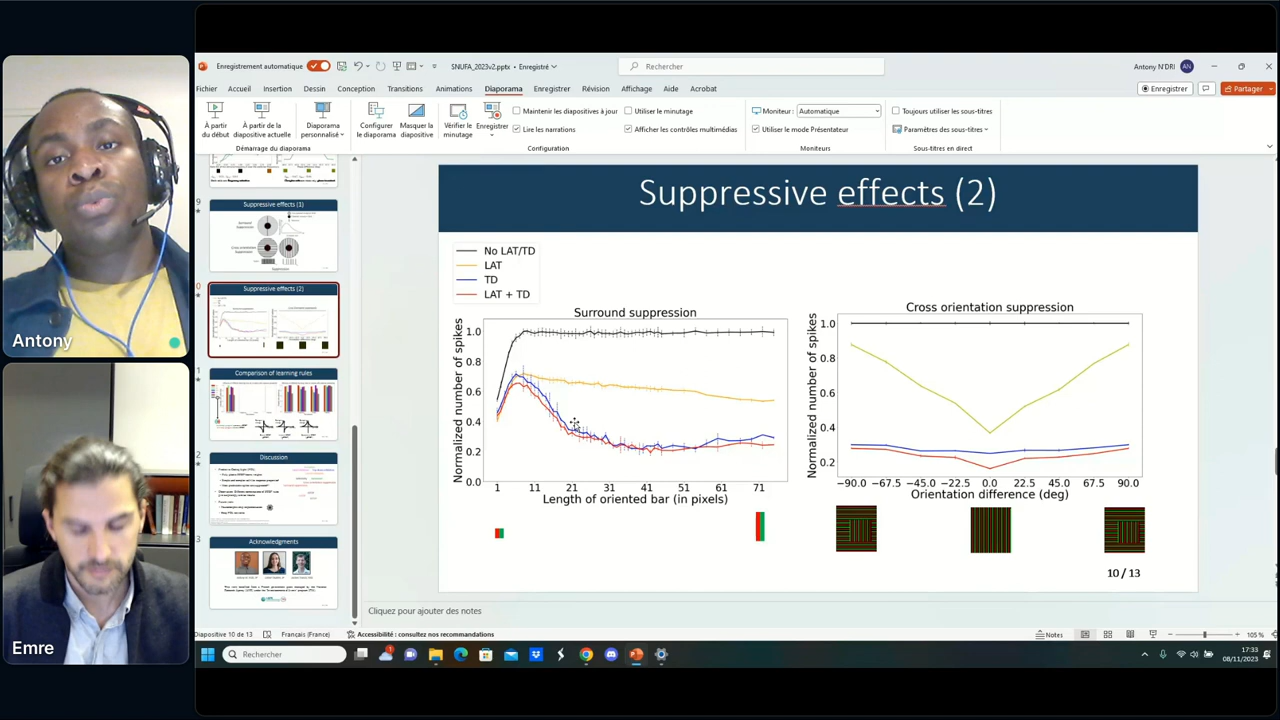 Antony
Emre
Enregistrement automatique
SNUFA_2023v2.pptx • Enregistré
Rechercher
Antony N'DRI
AN
Fichier
Accueil
Insertion
Dessin
Conception
Transitions
Animations
Diaporama
Enregistrer
Révision
Affichage
Aide
Acrobat
Enregistrer
Partager
À partir du début
À partir de la diapositive actuelle
Diaporama personnalisé
Configurer le diaporama
Masquer la diapositive
Vérifier le minutage
Enregistrer
Maintenir les diapositives à jour
Lire les narrations
Utiliser le minutage
Afficher les contrôles multimédias
Moniteur :
Automatique
Utiliser le mode Présentateur
Toujours utiliser les sous-titres
Paramètres des sous-titres
Démarrage du diaporama
Configuration
Moniteurs
Sous-titres en direct
9
Suppressive effects (1)
0
Suppressive effects (2)
1
Comparison of learning rules
2
Discussion
3
Acknowledgments
Suppressive effects (2)
No LAT/TD
LAT
TD
LAT + TD
Surround suppression
Normalized number of spikes
1.0
0.8
0.6
0.4
0.2
0.0
1 11 21 31 41 51 61 71
Length of oriented bar (in pixels)
Cross orientation suppression
Normalized number of spikes
1.0
0.8
0.6
0.4
0.2
−90.0 −67.5 −45.0 −22.5 0.0 22.5 45.0 67.5 90.0
Orientation difference (deg)
10 / 13
Cliquez pour ajouter des notes
Diapositive 10 de 13
Français (France)
Accessibilité : consultez nos recommandations
Notes
105 %
Rechercher
17:33
08/11/2023